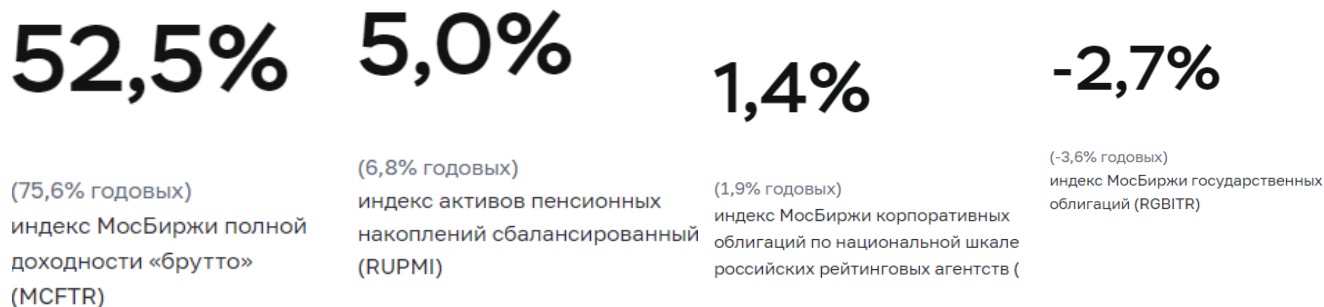 52,5%
(75,6% годовых)
индекс МосБиржи полной
доходности «брутто»
(MCFTR)
5,0%
(6,8% годовых)
индекс активов пенсионных
накоплений сбалансированный
(RUPMI)
1,4%
(1,9% годовых)
индекс МосБиржи корпоративных
облигаций по национальной шкале
российских рейтинговых агентств (
-2,7%
(-3,6% годовых)
индекс МосБиржи государственных
облигаций (RGBITR)